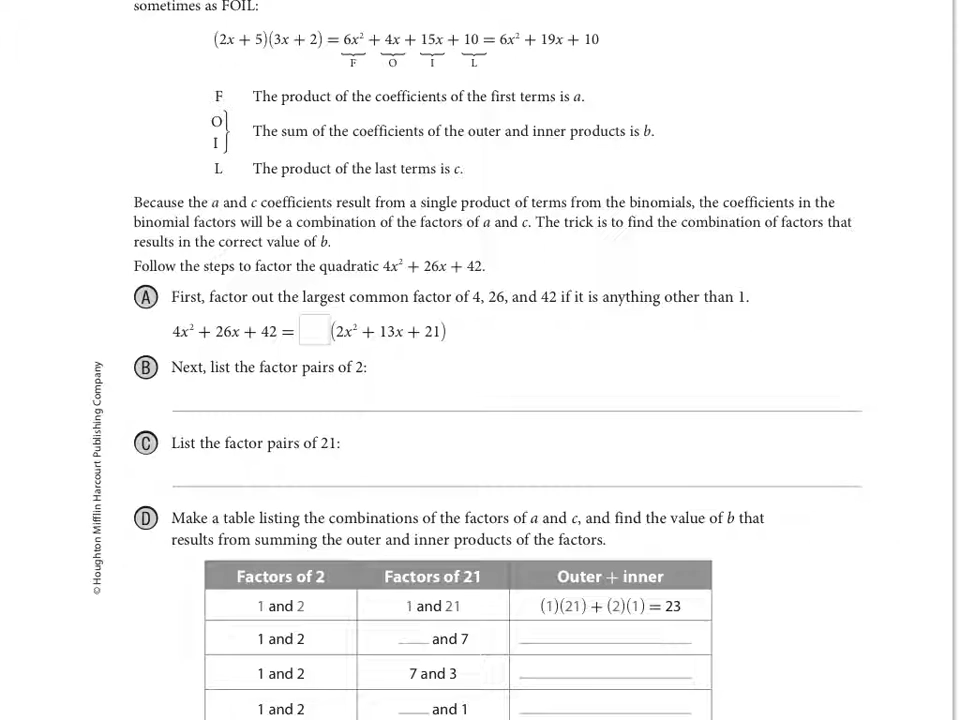 sometimes as FOIL:
(2x + 5)(3x + 2) = 6x² + 4x + 15x + 10 = 6x² + 19x + 10
F O I L
F The product of the coefficients of the first terms is a.
O
I} The sum of the coefficients of the outer and inner products is b.
L The product of the last terms is c.
Because the a and c coefficients result from a single product of terms from the binomials, the coefficients in the
binomial factors will be a combination of the factors of a and c. The trick is to find the combination of factors that
results in the correct value of b.
Follow the steps to factor the quadratic 4x² + 26x + 42.
A First, factor out the largest common factor of 4, 26, and 42 if it is anything other than 1.
4x² + 26x + 42 = (2x² + 13x + 21)
B Next, list the factor pairs of 2:
C List the factor pairs of 21:
D Make a table listing the combinations of the factors of a and c, and find the value of b that
results from summing the outer and inner products of the factors.
Factors of 2 Factors of 21 Outer + inner
1 and 2 1 and 21 (1)(21) + (2)(1) = 23
1 and 2 ___ and 7
1 and 2 7 and 3
1 and 2 ___ and 1
© Houghton Mifflin Harcourt Publishing Company